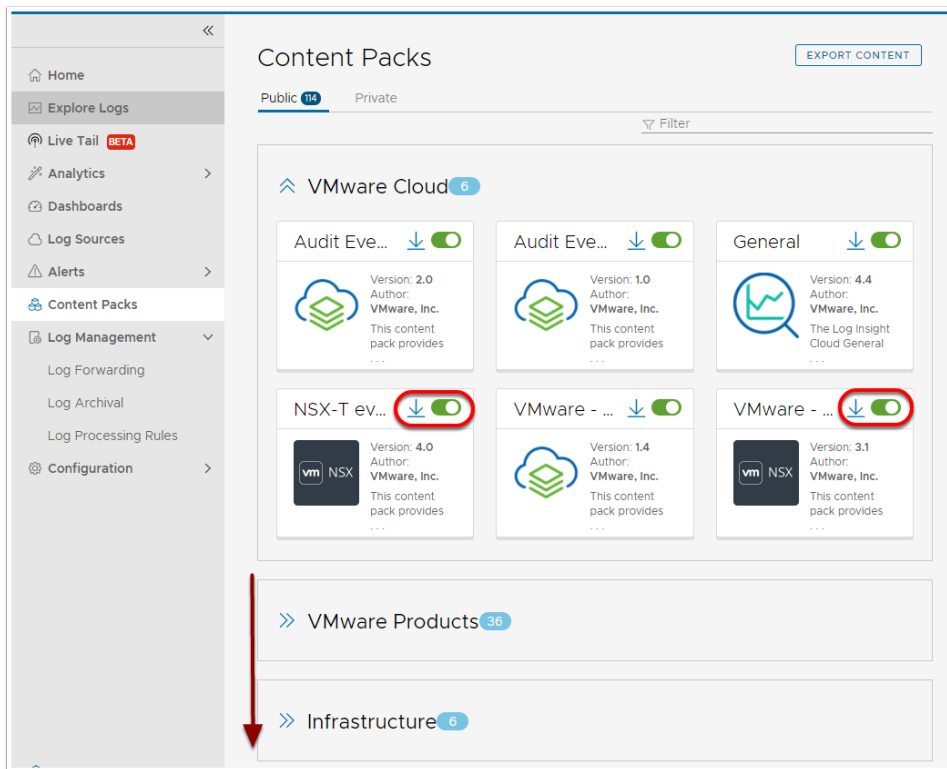 «
Home
Explore Logs
Live Tail BETA
Analytics
Dashboards
Log Sources
Alerts
Content Packs
Log Management
Log Forwarding
Log Archival
Log Processing Rules
Configuration
Content Packs
EXPORT CONTENT
Public 114 Private
Filter
VMware Cloud 6
Audit Eve...
Version: 2.0
Author:
VMware, Inc.
This content
pack provides
...
Audit Eve...
Version: 1.0
Author:
VMware, Inc.
This content
pack provides
...
General
Version: 4.4
Author:
VMware, Inc.
The Log Insight
Cloud General
...
NSX-T ev...
vm NSX
Version: 4.0
Author:
VMware, Inc.
This content
pack provides
...
VMware - ...
Version: 1.4
Author:
VMware, Inc.
This content
pack provides
...
VMware - ...
vm NSX
Version: 3.1
Author:
VMware, Inc.
This content
pack provides
...
VMware Products 36
Infrastructure 6